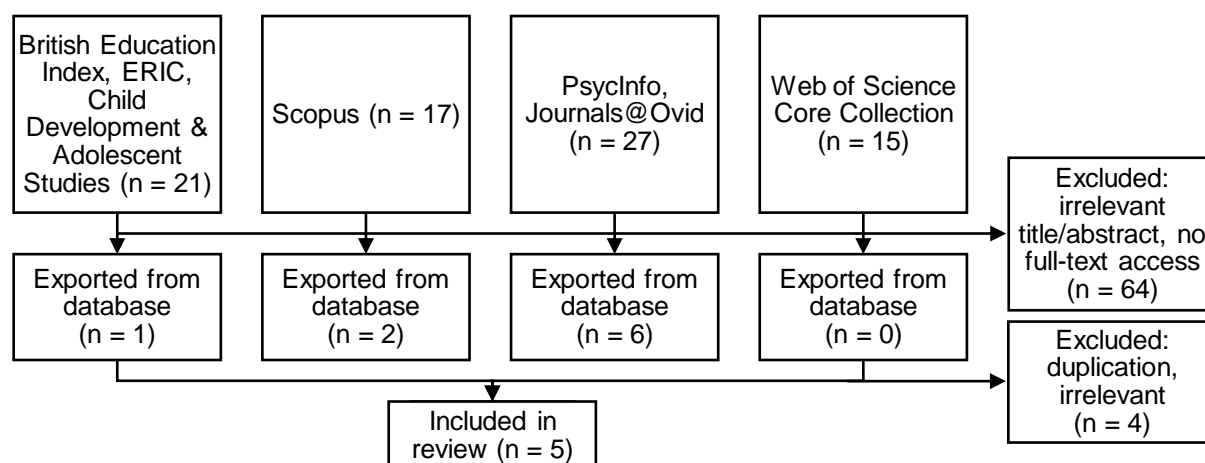 British Education
Index, ERIC,
Child
Development &
Adolescent
Studies (n = 21)
Scopus (n = 17)
PsycInfo,
Journals@Ovid
(n = 27)
Web of Science
Core Collection
(n = 15)
Excluded:
irrelevant
title/abstract, no
full-text access
(n = 64)
Exported from
database
(n = 1)
Exported from
database
(n = 2)
Exported from
database
(n = 6)
Exported from
database
(n = 0)
Excluded:
duplication,
irrelevant
(n = 4)
Included in
review (n = 5)